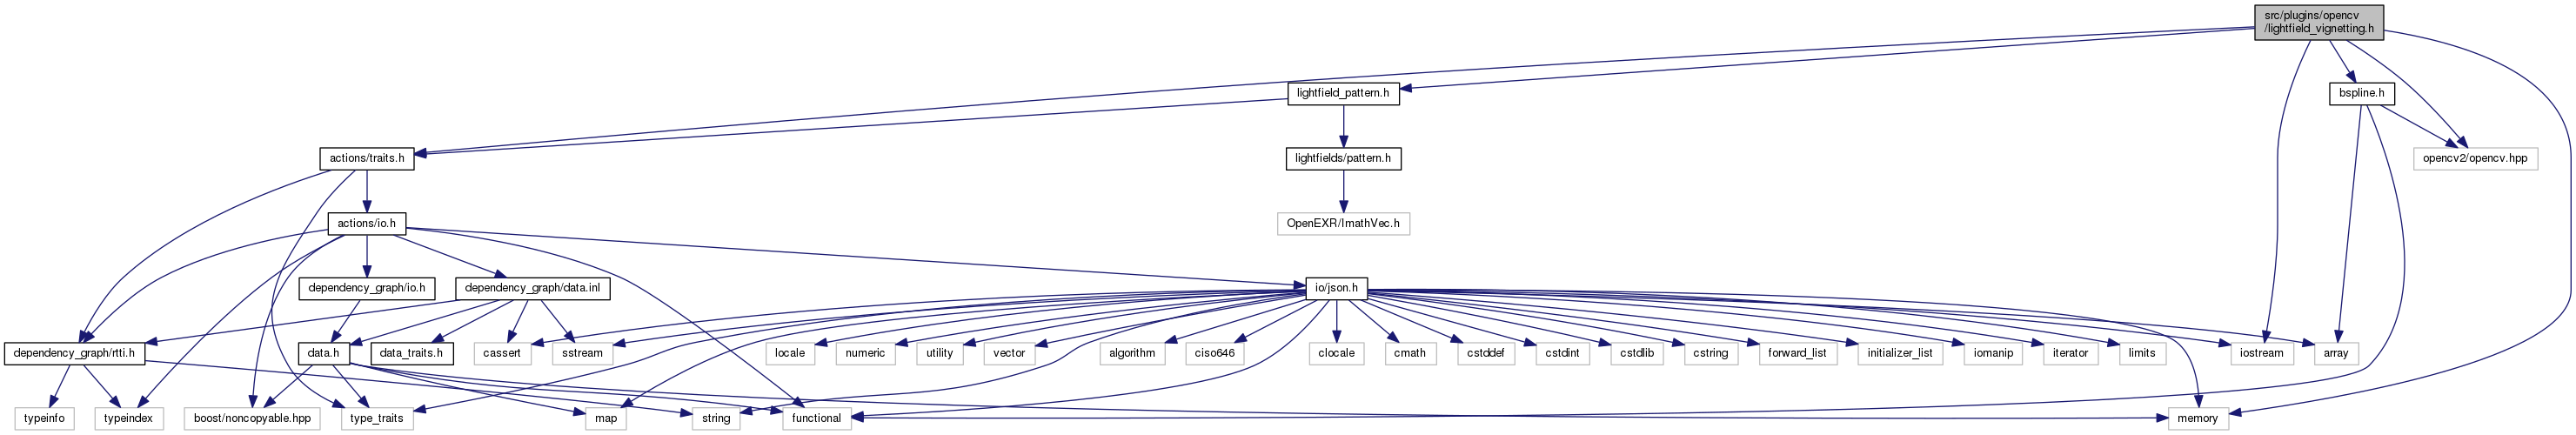 src/plugins/opencv
/lightfield_vignetting.h
lightfield_pattern.h
bspline.h
actions/traits.h
lightfields/pattern.h
opencv2/opencv.hpp
actions/io.h
OpenEXR/ImathVec.h
dependency_graph/io.h
dependency_graph/data.inl
io/json.h
dependency_graph/rtti.h
data.h
data_traits.h
cassert
sstream
locale
numeric
utility
vector
algorithm
ciso646
clocale
cmath
cstddef
cstdint
cstdlib
cstring
forward_list
initializer_list
iomanip
iterator
limits
iostream
array
typeinfo
typeindex
boost/noncopyable.hpp
type_traits
map
string
functional
memory